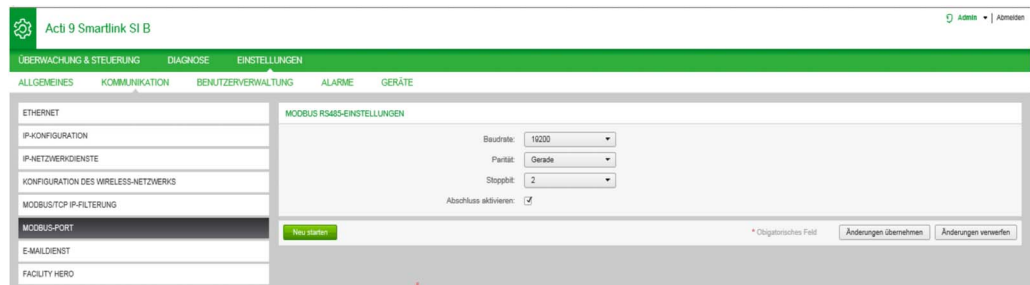 Acti 9 Smartlink SI B
Admin | Abmelden
ÜBERWACHUNG & STEUERUNG DIAGNOSE EINSTELLUNGEN
ALLGEMEINES KOMMUNIKATION BENUTZERVERWALTUNG ALARME GERÄTE
ETHERNET
IP-KONFIGURATION
IP-NETZWERKDIENSTE
KONFIGURATION DES WIRELESS-NETZWERKS
MODBUS/TCP IP-FILTERUNG
MODBUS-PORT
E-MAILDIENST
FACILITY HERO
MODBUS RS485-EINSTELLUNGEN
Baudrate: 19200
Parität: Gerade
Stoppbit: 2
Abschluss aktivieren:
Neu starten
* Obigatorisches Feld
Änderungen übernehmen
Änderungen verwerfen